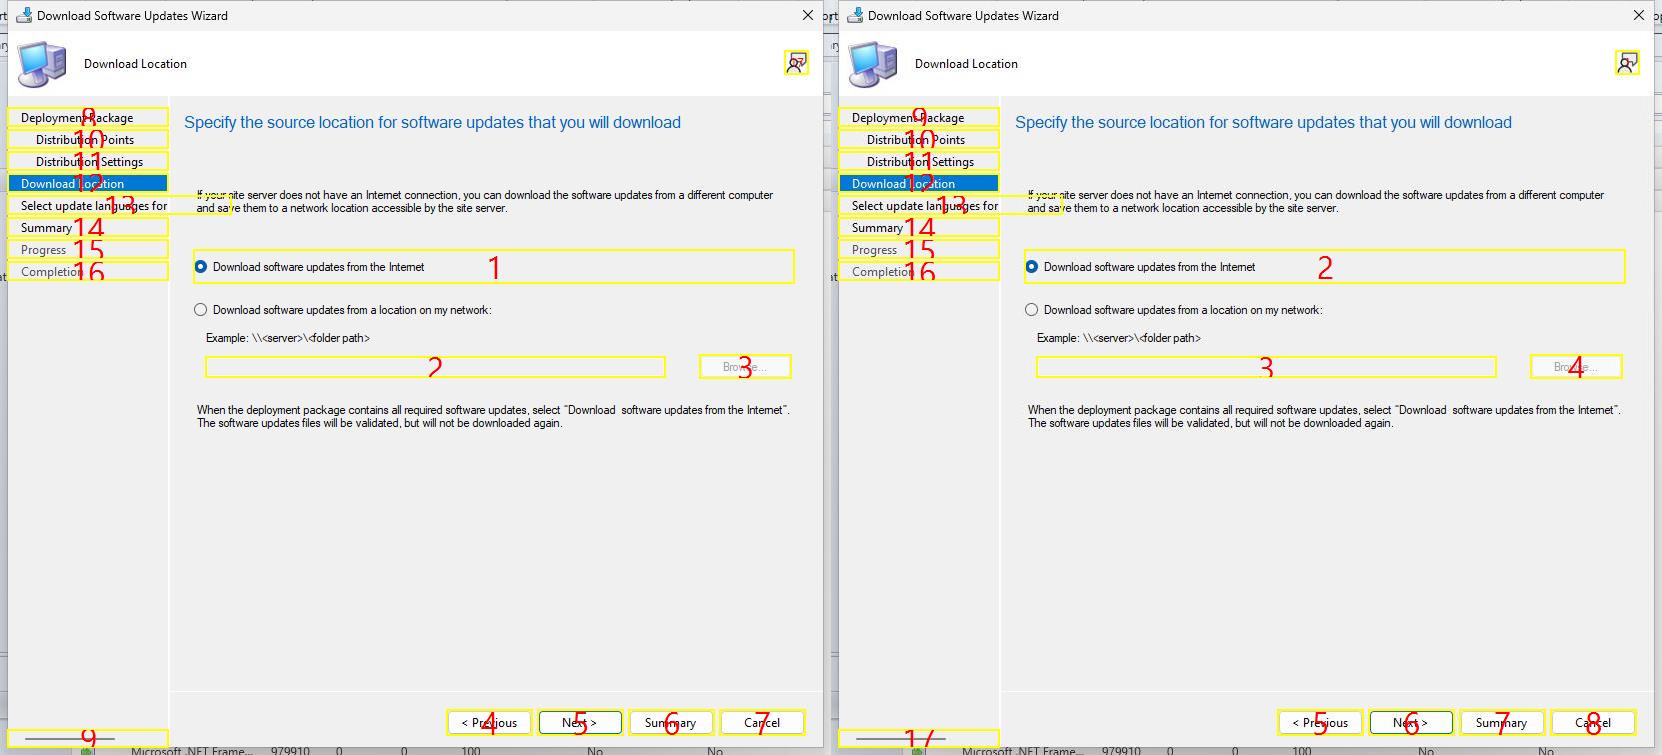 Download Software Updates Wizard
Download Location
Deployment Package
Distribution Points
Distribution Settings
Download Location
Select update languages for
Summary
Progress
Completion
8
10
11
12
13
14
15
16
9
Specify the source location for software updates that you will download
If your site server does not have an Internet connection, you can download the software updates from a different computer
and save them to a network location accessible by the site server.
Download software updates from the Internet
1
Download software updates from a location on my network:
Example: \\<server>\<folder path>
2
Browse...
3
When the deployment package contains all required software updates, select "Download  software updates from the Internet".
The software updates files will be validated, but will not be downloaded again.
< Previous
4
Next >
5
Summary
6
Cancel
7
Microsoft .NET Frame... 979910 0 0 100 No No
Download Software Updates Wizard
Download Location
Deployment Package
Distribution Points
Distribution Settings
Download Location
Select update languages for
Summary
Progress
Completion
9
10
11
12
13
14
15
16
17
Specify the source location for software updates that you will download
If your site server does not have an Internet connection, you can download the software updates from a different computer
and save them to a network location accessible by the site server.
Download software updates from the Internet
2
Download software updates from a location on my network:
Example: \\<server>\<folder path>
3
Browse...
4
When the deployment package contains all required software updates, select "Download  software updates from the Internet".
The software updates files will be validated, but will not be downloaded again.
< Previous
5
Next >
6
Summary
7
Cancel
8
Microsoft .NET Frame... 979910 0 0 100 No No